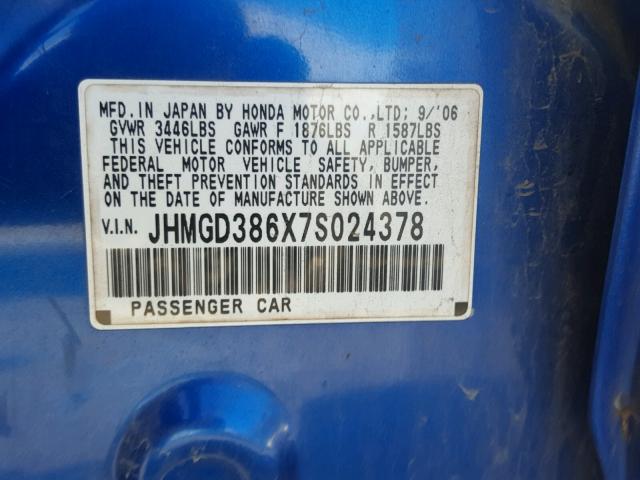 MFD. IN JAPAN BY HONDA MOTOR CO.,LTD; 9/'06
GVWR 3446LBS GAWR F 1876LBS R 1587LBS
THIS VEHICLE CONFORMS TO ALL APPLICABLE
FEDERAL MOTOR VEHICLE SAFETY, BUMPER,
AND THEFT PREVENTION STANDARDS IN EFFECT
ON THE DATE OF MANUFACTURE SHOWN ABOVE.
V.I.N. JHMGD386X7S024378
PASSENGER CAR